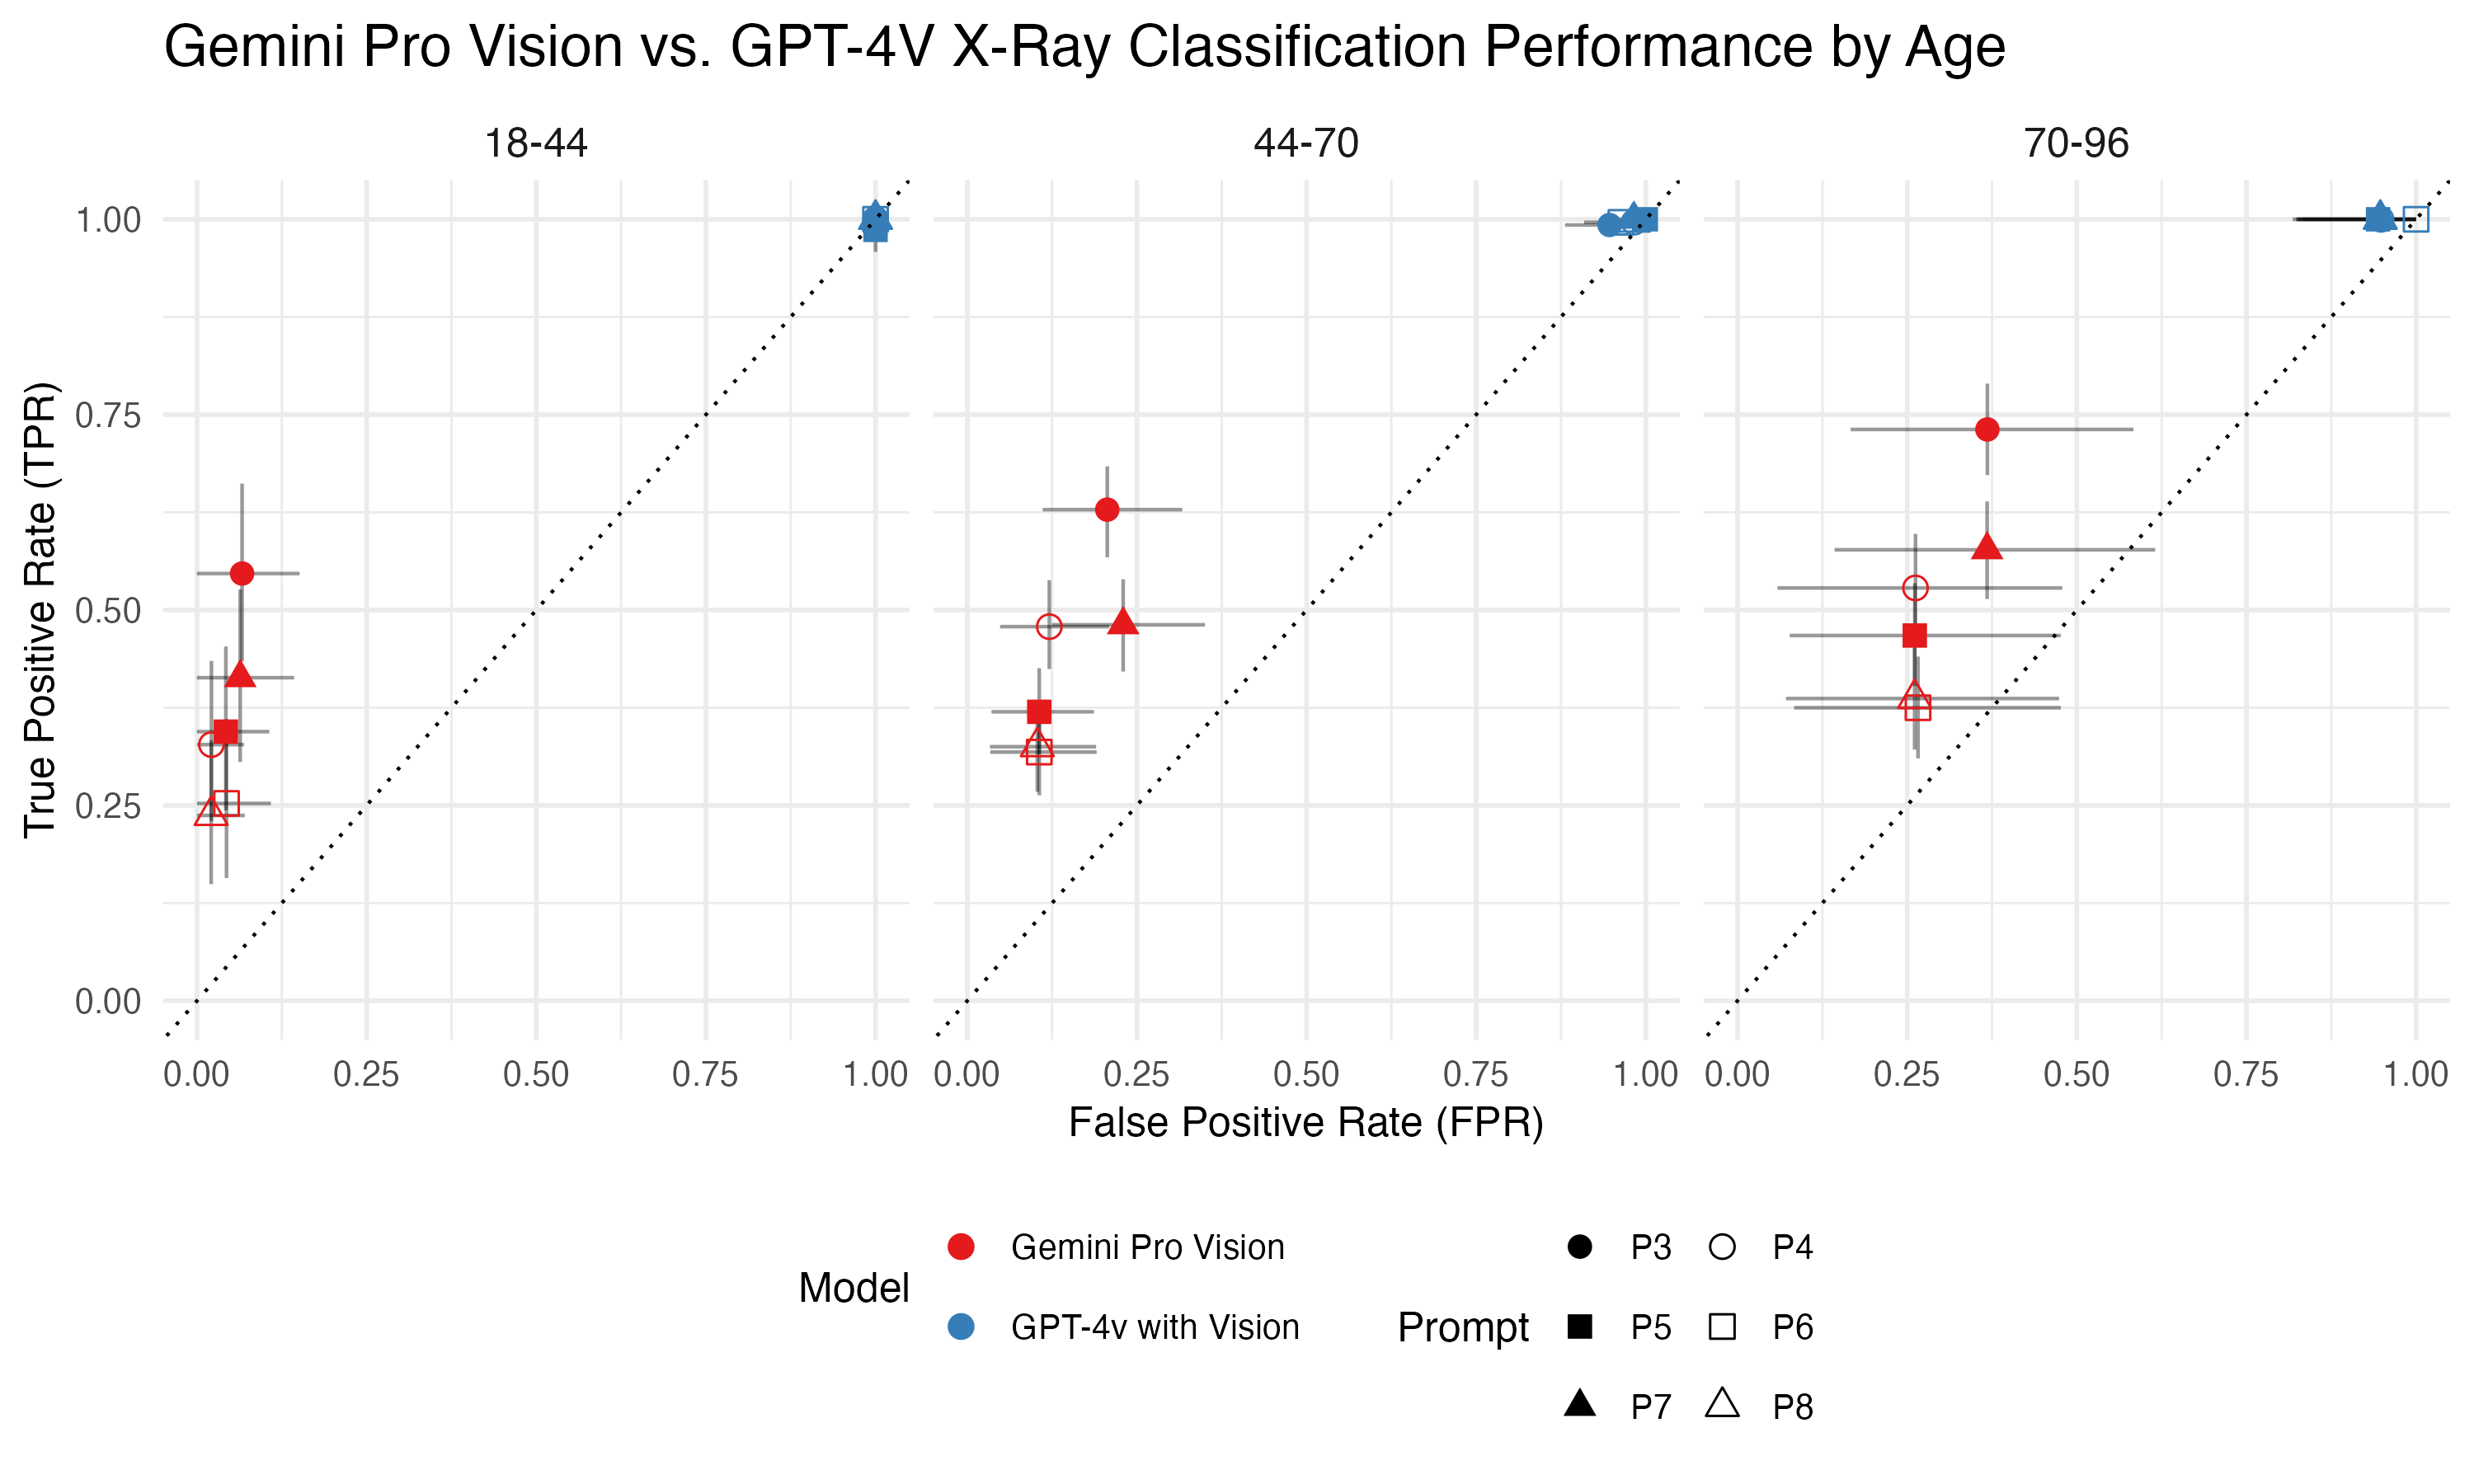 Gemini Pro Vision vs. GPT-4V X-Ray Classification Performance by Age
18-44
44-70
70-96
True Positive Rate (TPR)
1.00
0.75
0.50
0.25
0.00
0.00 0.25 0.50 0.75 1.00
0.00 0.25 0.50 0.75 1.00
0.00 0.25 0.50 0.75 1.00
False Positive Rate (FPR)
Model
Gemini Pro Vision
GPT-4v with Vision
Prompt
P3 P4
P5 P6
P7 P8